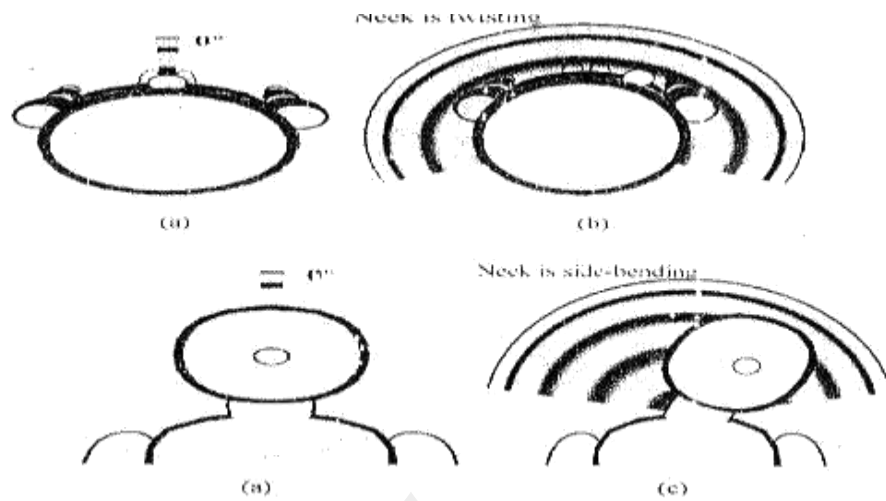 Neck is twisting
0°
(a)
(b)
0°
Neck is side-bending
(a)
(c)